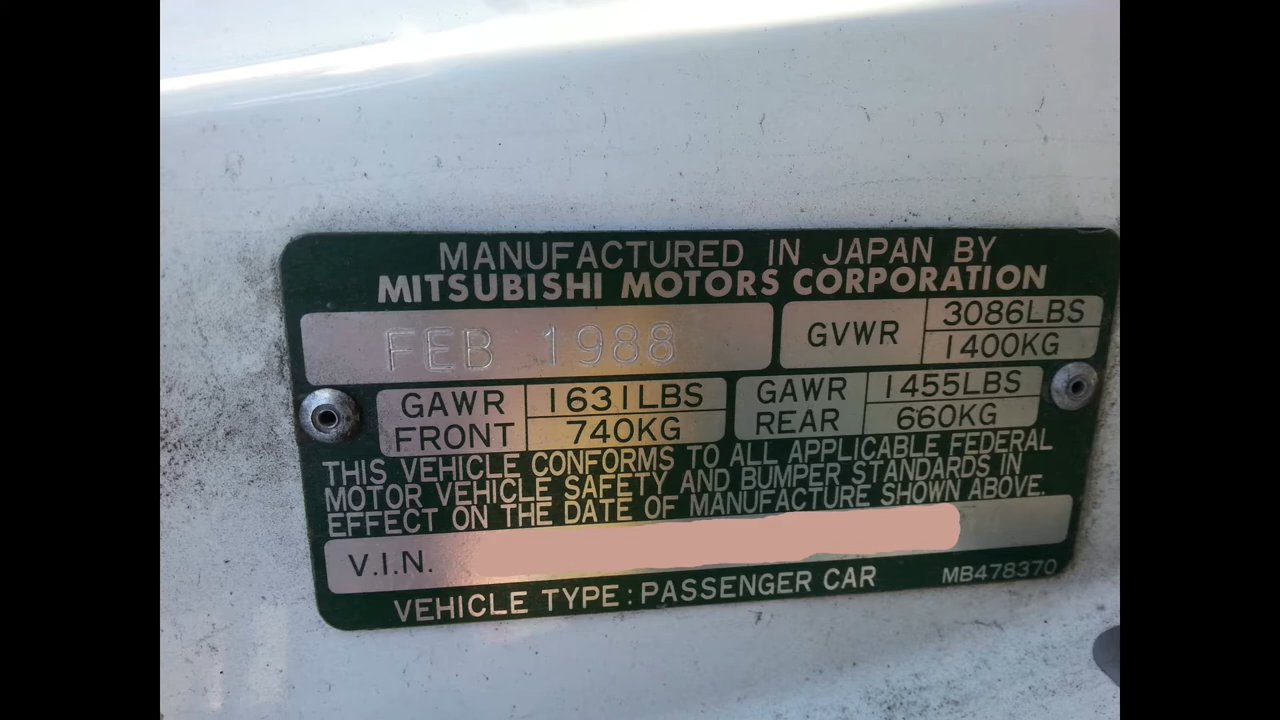 MANUFACTURED IN JAPAN BY
MITSUBISHI MOTORS CORPORATION
FEB 1988
GVWR 3086LBS
1400KG
GAWR FRONT 1631LBS
740KG
GAWR REAR 1455LBS
660KG
THIS VEHICLE CONFORMS TO ALL APPLICABLE FEDERAL
MOTOR VEHICLE SAFETY AND BUMPER STANDARDS IN
EFFECT ON THE DATE OF MANUFACTURE SHOWN ABOVE.
V.I.N.
VEHICLE TYPE : PASSENGER CAR MB478370